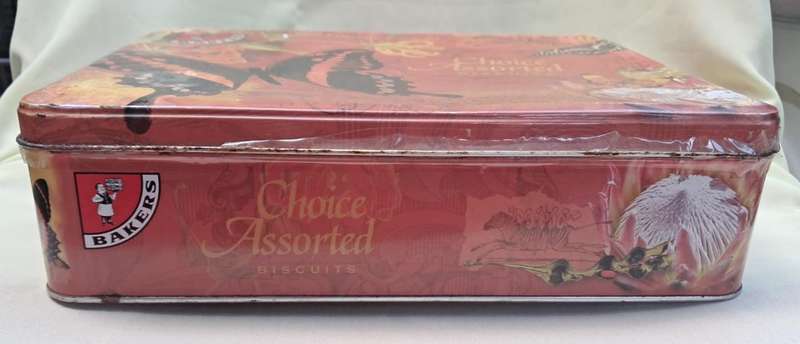 Choice
Assorted
BAKERS
Choice
Assorted
BISCUITS